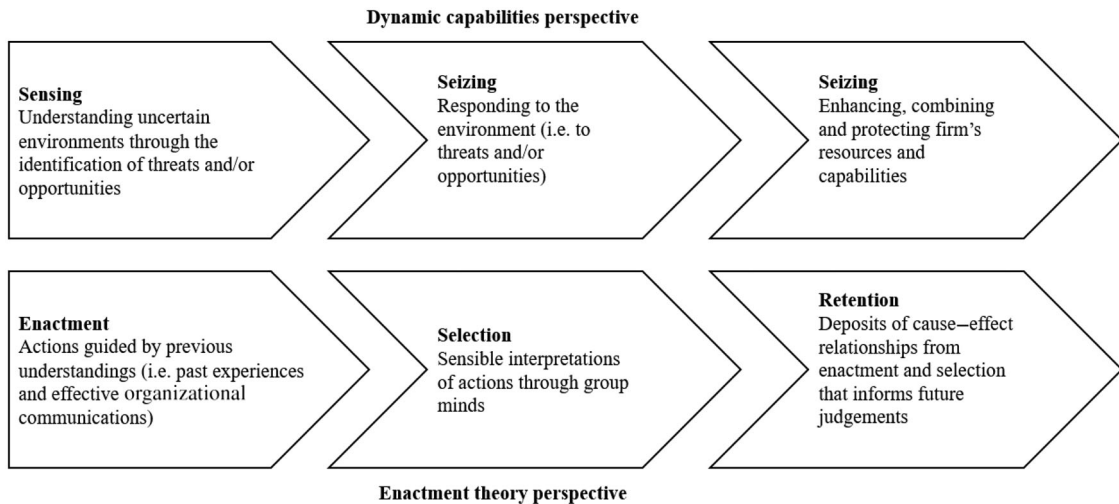 Dynamic capabilities perspective
Sensing
Understanding uncertain
environments through the
identification of threats and/or
opportunities
Seizing
Responding to the
environment (i.e. to
threats and/or
opportunities)
Seizing
Enhancing, combining
and protecting firm's
resources and
capabilities
Enactment
Actions guided by previous
understandings (i.e. past experiences
and effective organizational
communications)
Selection
Sensible interpretations
of actions through group
minds
Retention
Deposits of cause–effect
relationships from
enactment and selection
that informs future
judgements
Enactment theory perspective